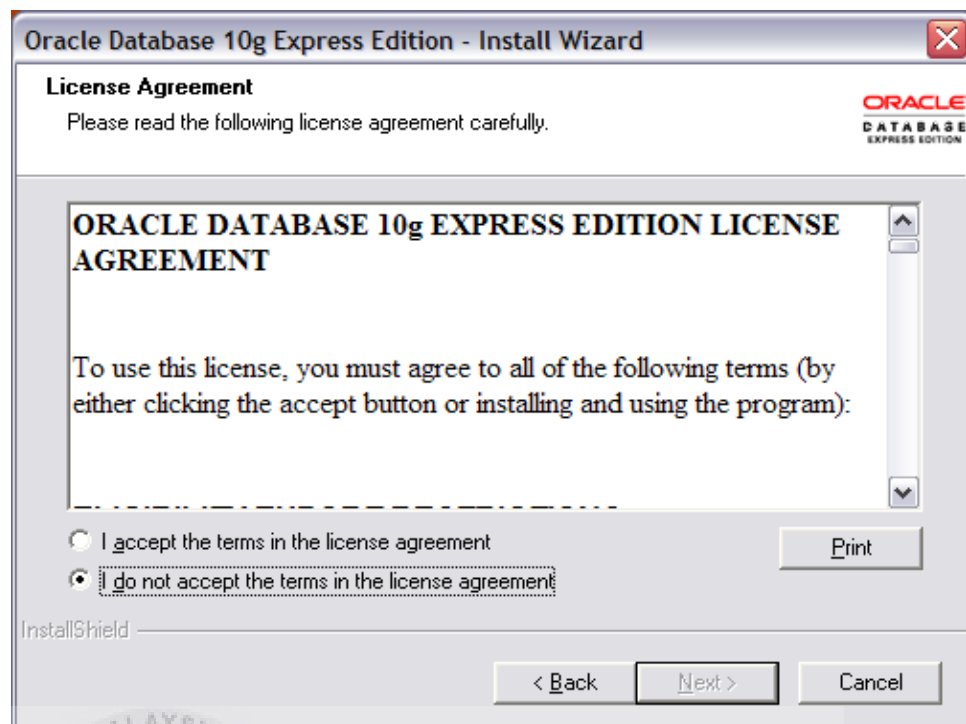 Oracle Database 10g Express Edition - Install Wizard
License Agreement
Please read the following license agreement carefully.
ORACLE
DATABASE
EXPRESS EDITION
ORACLE DATABASE 10g EXPRESS EDITION LICENSE
AGREEMENT
To use this license, you must agree to all of the following terms (by
either clicking the accept button or installing and using the program):
I accept the terms in the license agreement
I do not accept the terms in the license agreement
Print
InstallShield
< Back
Next >
Cancel